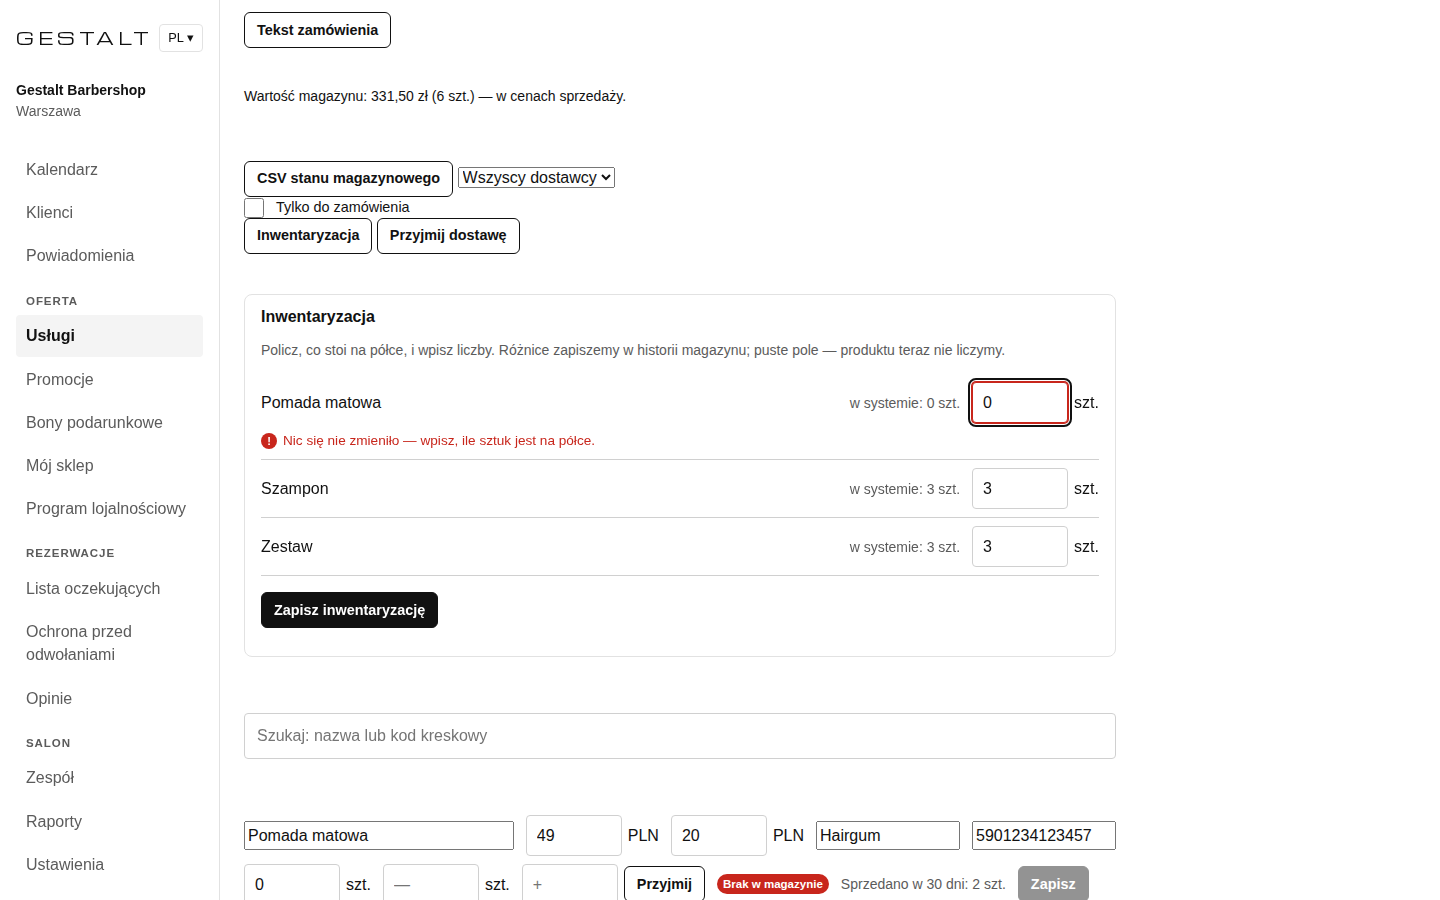 GESTALT
PL ▾
Gestalt Barbershop
Warszawa
Kalendarz
Klienci
Powiadomienia
OFERTA
Usługi
Promocje
Bony podarunkowe
Mój sklep
Program lojalnościowy
REZERWACJE
Lista oczekujących
Ochrona przed
odwołaniami
Opinie
SALON
Zespół
Raporty
Ustawienia
Tekst zamówienia
Wartość magazynu: 331,50 zł (6 szt.) — w cenach sprzedaży.
CSV stanu magazynowego Wszyscy dostawcy
Tylko do zamówienia
Inwentaryzacja Przyjmij dostawę
Inwentaryzacja
Policz, co stoi na półce, i wpisz liczby. Różnice zapiszemy w historii magazynu; puste pole — produktu teraz nie liczymy.
Pomada matowa w systemie: 0 szt. 0 szt.
! Nic się nie zmieniło — wpisz, ile sztuk jest na półce.
Szampon w systemie: 3 szt. 3 szt.
Zestaw w systemie: 3 szt. 3 szt.
Zapisz inwentaryzację
Szukaj: nazwa lub kod kreskowy
Pomada matowa 49 PLN 20 PLN Hairgum 5901234123457
0 szt. — szt. + Przyjmij Brak w magazynie Sprzedano w 30 dni: 2 szt. Zapisz